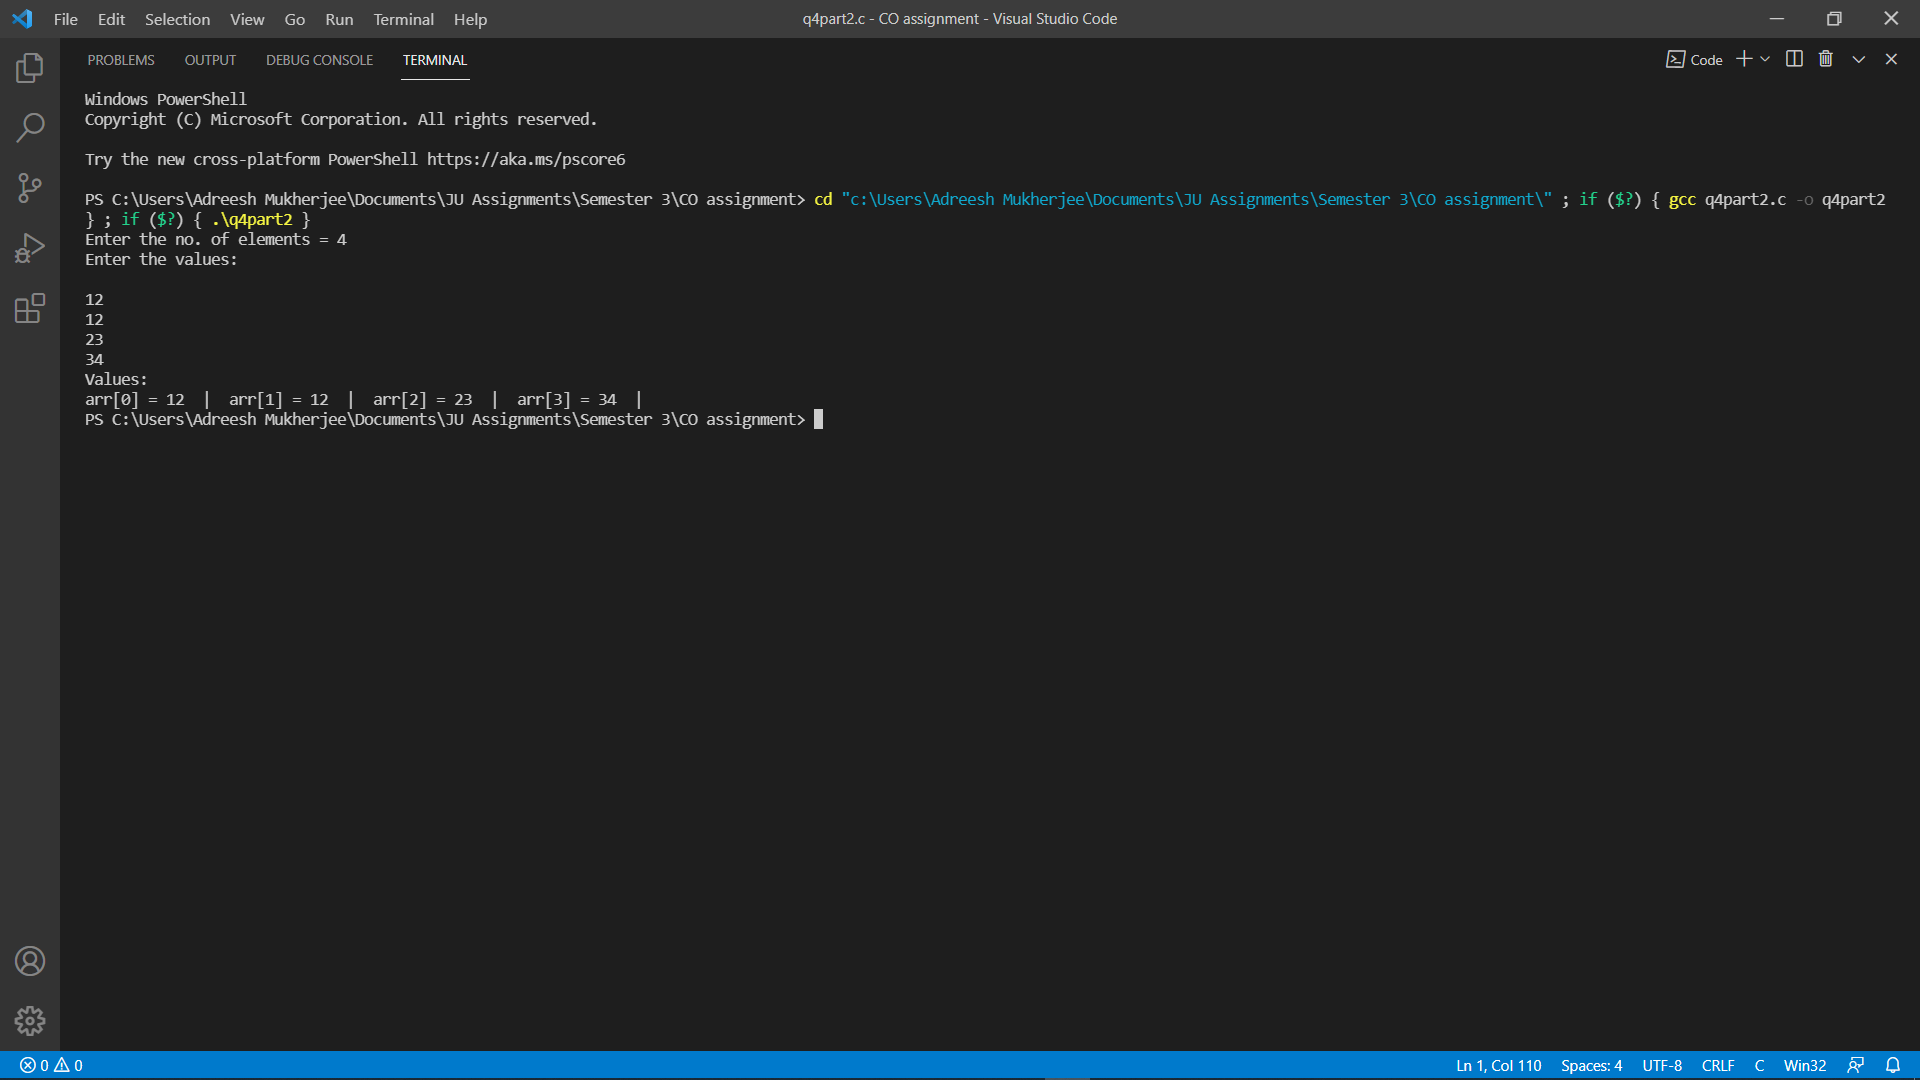 File Edit Selection View Go Run Terminal Help
q4part2.c - CO assignment - Visual Studio Code
PROBLEMS OUTPUT DEBUG CONSOLE TERMINAL
Code
Windows PowerShell
Copyright (C) Microsoft Corporation. All rights reserved.
Try the new cross-platform PowerShell https://aka.ms/pscore6
PS C:\Users\Adreesh Mukherjee\Documents\JU Assignments\Semester 3\CO assignment> cd "c:\Users\Adreesh Mukherjee\Documents\JU Assignments\Semester 3\CO assignment\" ; if ($?) { gcc q4part2.c -o q4part2
} ; if ($?) { .\q4part2 }
Enter the no. of elements = 4
Enter the values:
12
12
23
34
Values:
arr[0] = 12 | arr[1] = 12 | arr[2] = 23 | arr[3] = 34 |
PS C:\Users\Adreesh Mukherjee\Documents\JU Assignments\Semester 3\CO assignment>
0 0
Ln 1, Col 110 Spaces: 4 UTF-8 CRLF C Win32